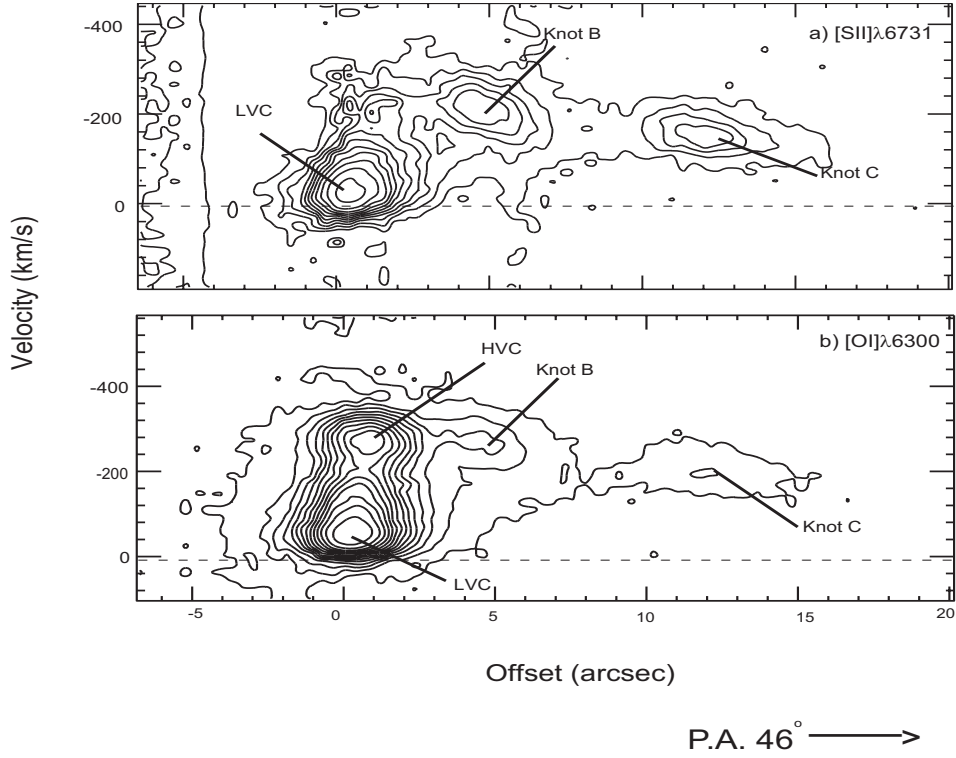 -400
-200
0
a) [SII]λ6731
Knot B
LVC
Knot C
Velocity (km/s)
-400
-200
0
b) [OI]λ6300
HVC
Knot B
Knot C
LVC
-5 0 5 10 15 20
Offset (arcsec)
P.A. 46°